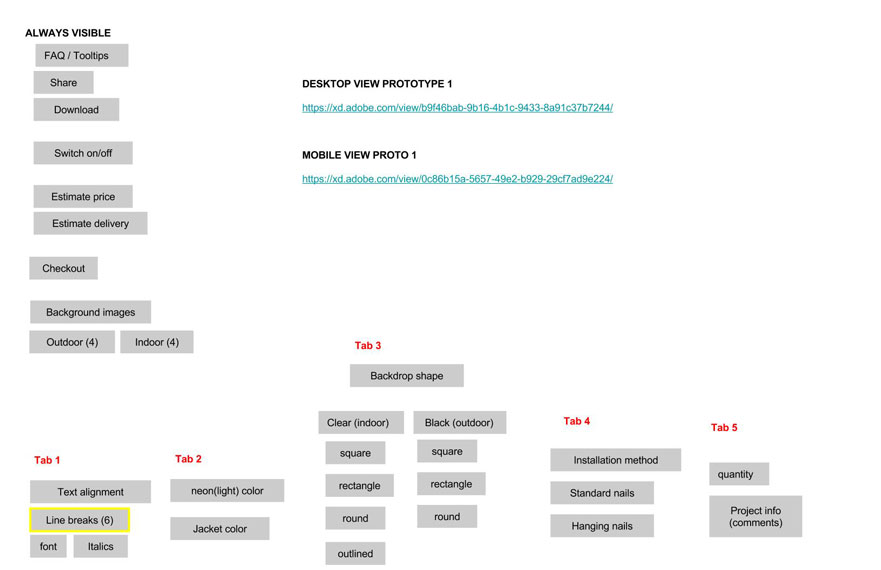 ALWAYS VISIBLE
FAQ / Tooltips
Share
Download
Switch on/off
Estimate price
Estimate delivery
Checkout
Background images
Outdoor (4)
Indoor (4)
DESKTOP VIEW PROTOTYPE 1
https://xd.adobe.com/view/b9f46bab-9b16-4b1c-9433-8a91c37b7244/
MOBILE VIEW PROTO 1
https://xd.adobe.com/view/0c86b15a-5657-49e2-b929-29cf7ad9e224/
Tab 1
Text alignment
Line breaks (6)
font
Italics
Tab 2
neon(light) color
Jacket color
Tab 3
Backdrop shape
Clear (indoor)
square
rectangle
round
outlined
Black (outdoor)
square
rectangle
round
Tab 4
Installation method
Standard nails
Hanging nails
Tab 5
quantity
Project info
(comments)